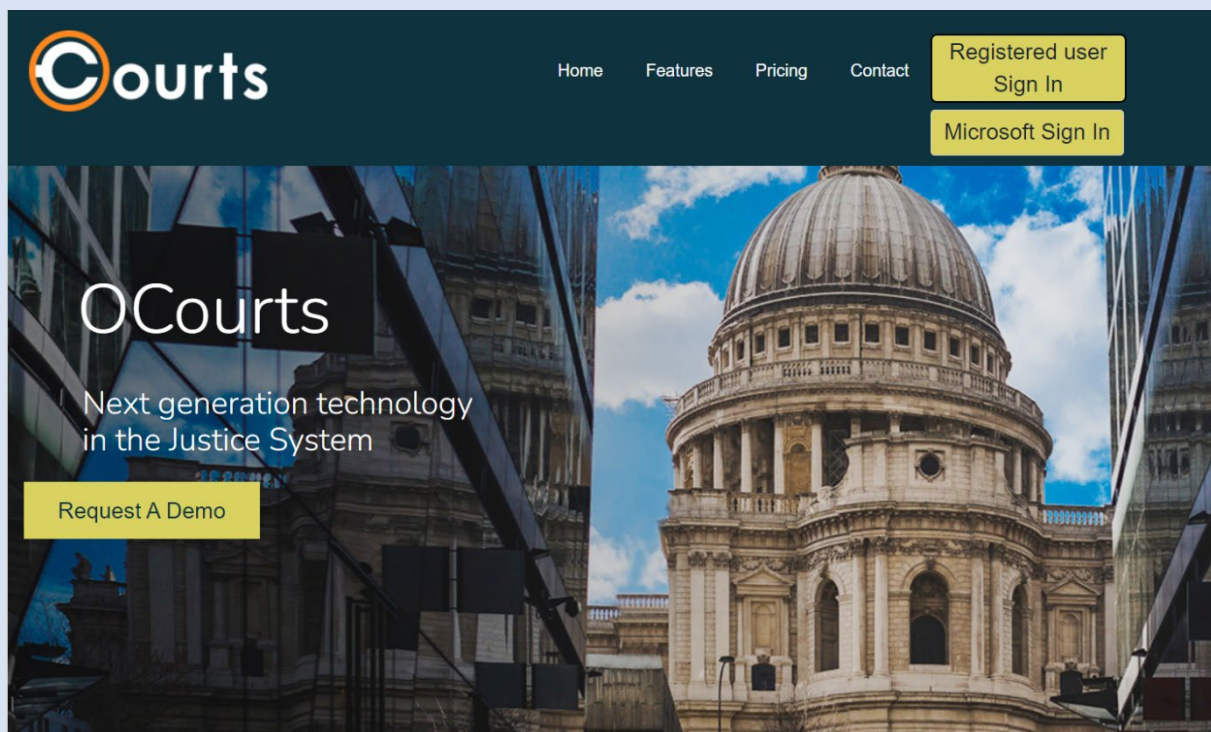 OCourts
Home Features Pricing Contact
Registered user
Sign In
Microsoft Sign In
OCourts
Next generation technology
in the Justice System
Request A Demo